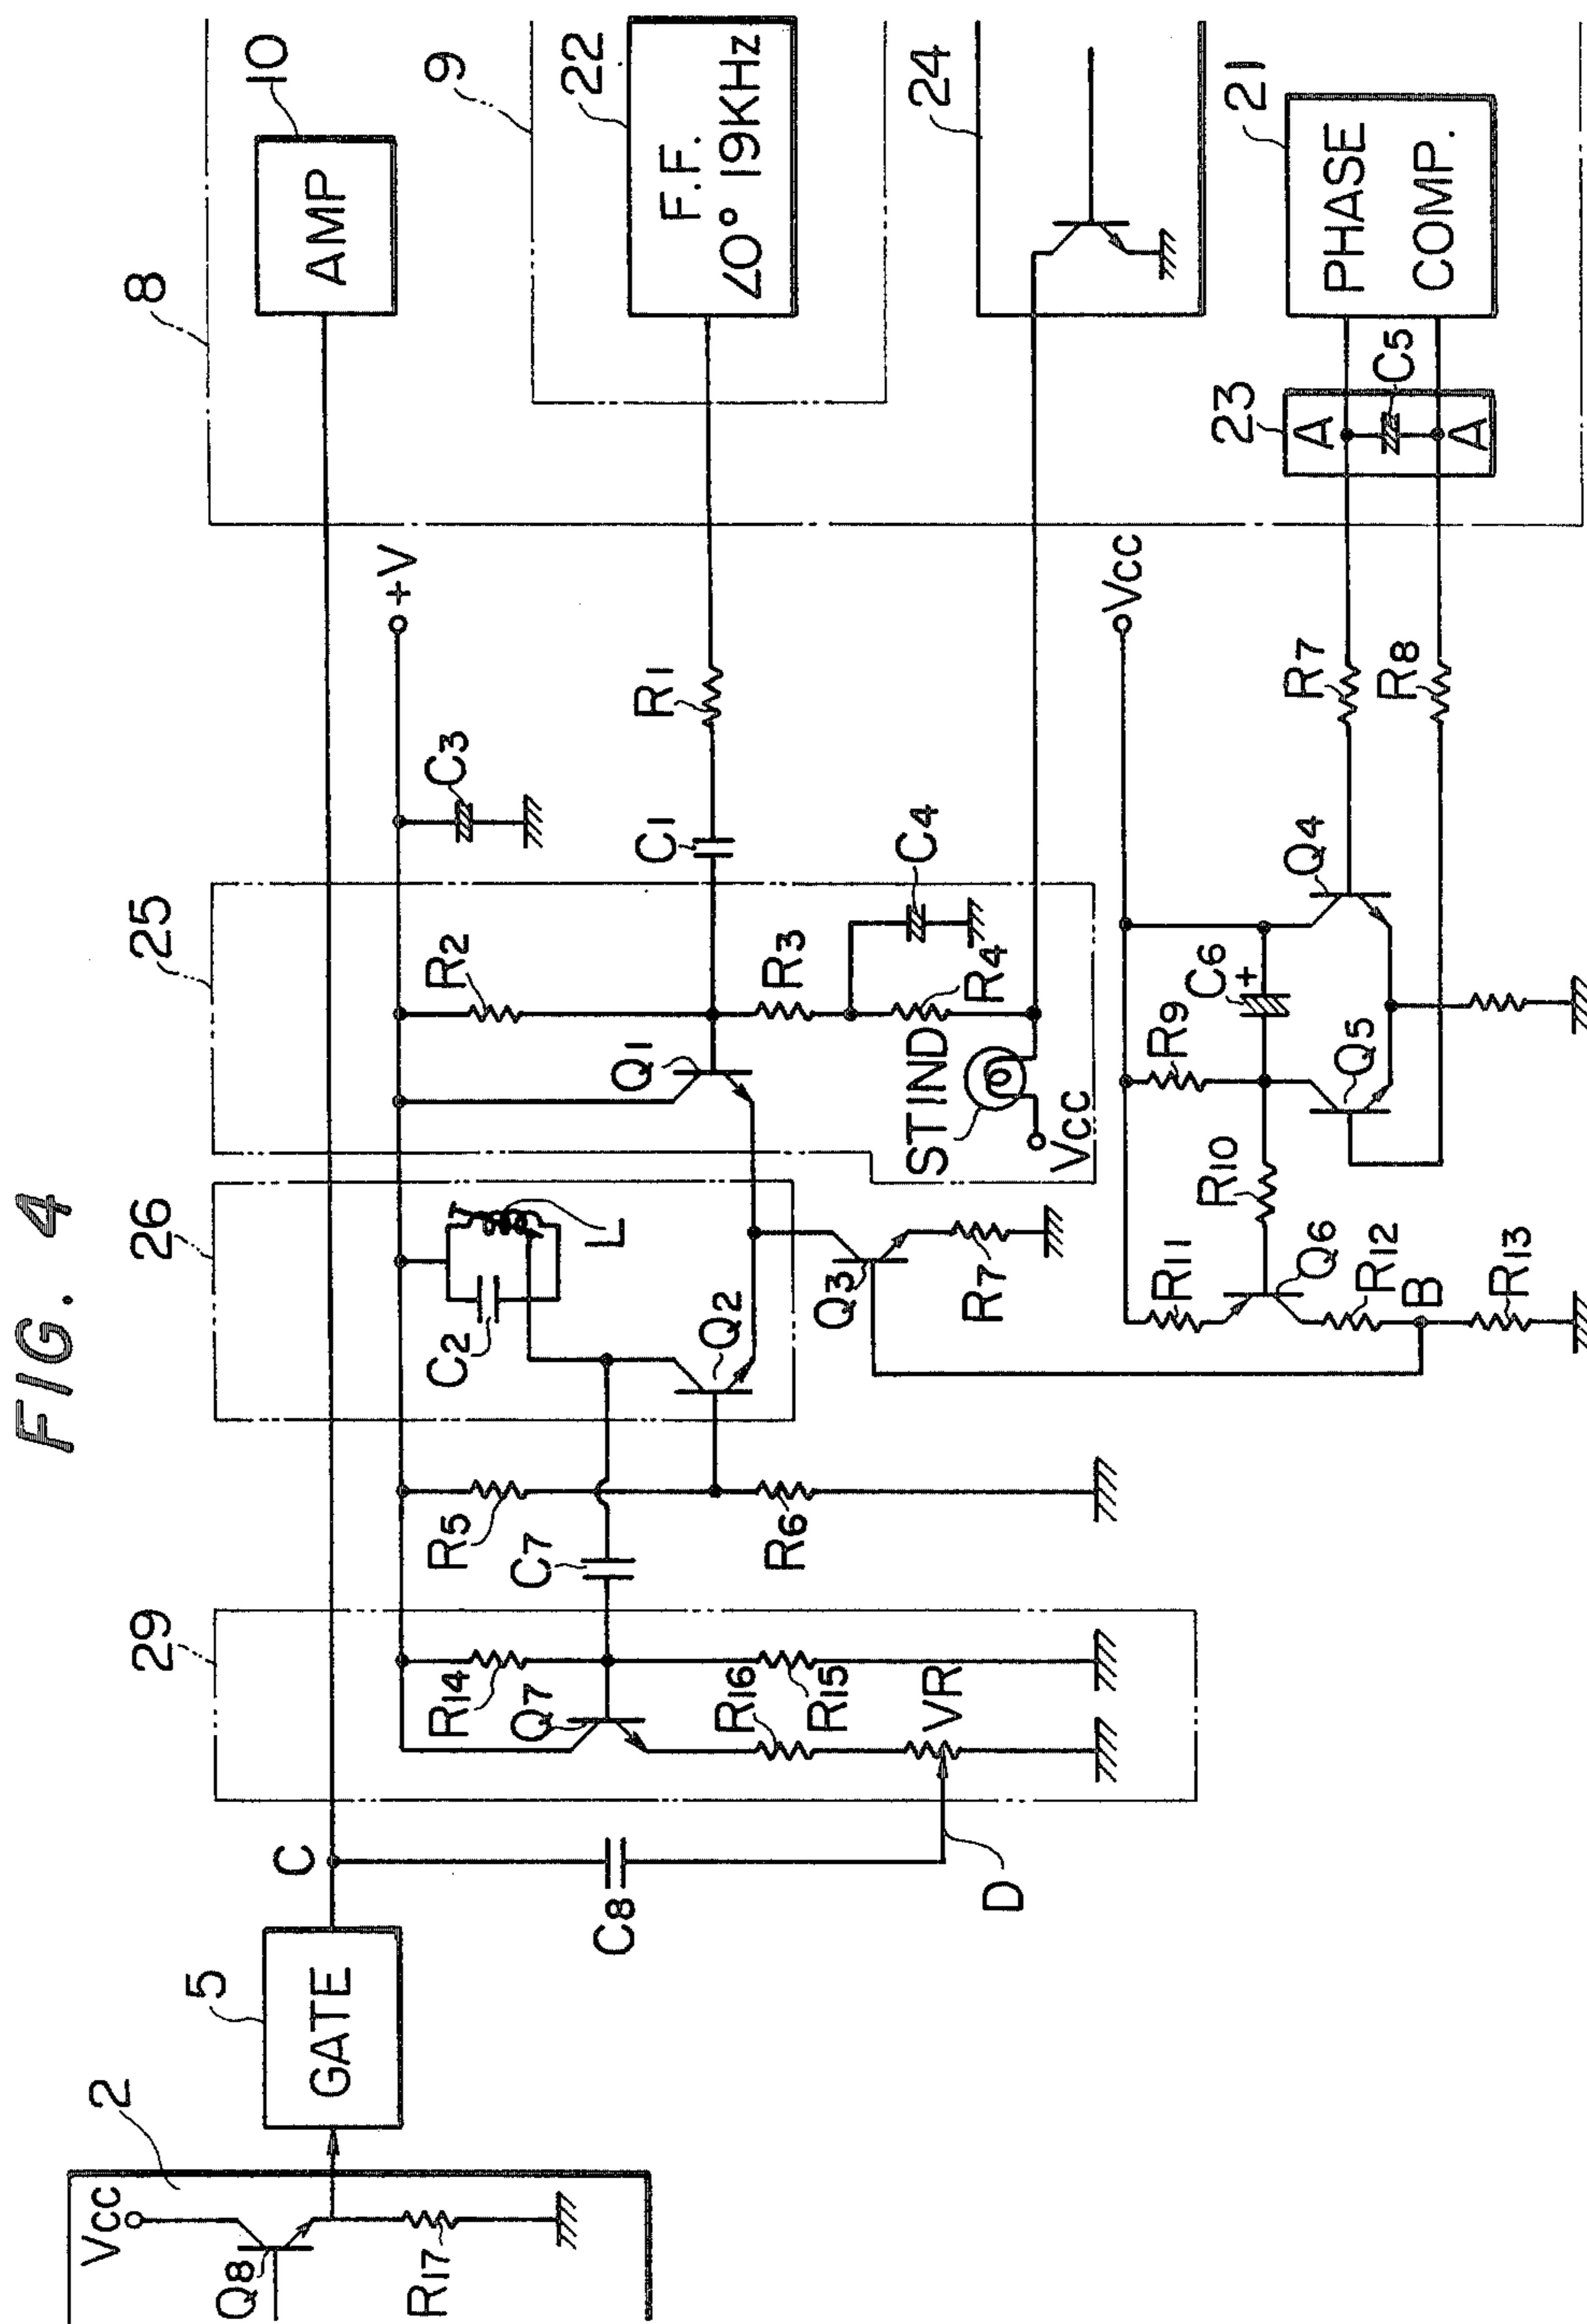 FIG. 4
2
Vcc
Q8
R17
5
GATE
C
C8
D
29
R14
Q7
R16
R15
VR
C7
R5
R6
26
C2
L
Q2
Q3
R7
25
R2
Q1
R3
R4
C4
STIND
Vcc
C3
+V
C1
R1
8
10
AMP
9
22
F.F.
∠0° 19KHz
24
21
PHASE
COMP.
23
A
C5
A
Vcc
R7
R8
Q4
C6
+
R9
Q5
R10
R11
Q6
R12
B
R13